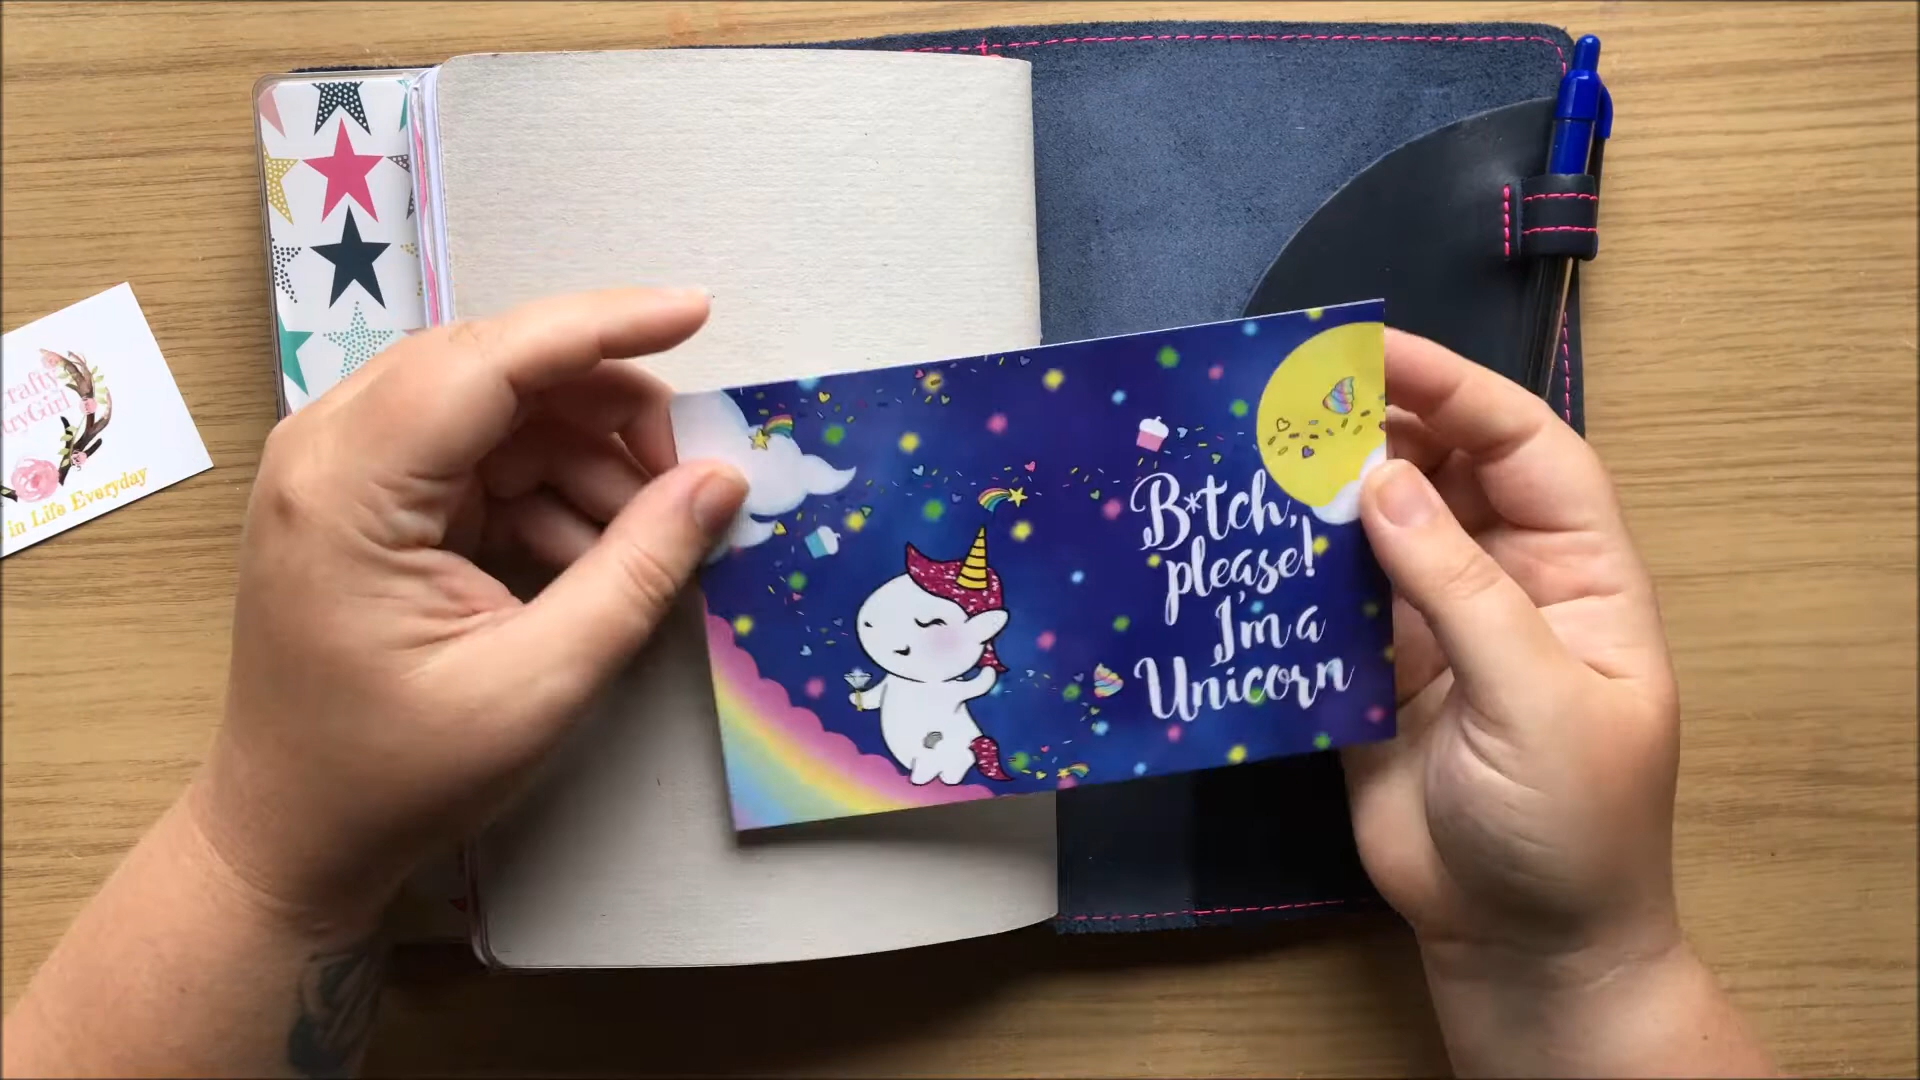 in Life Everyday
B*tch,
please!
I'm a
Unicorn